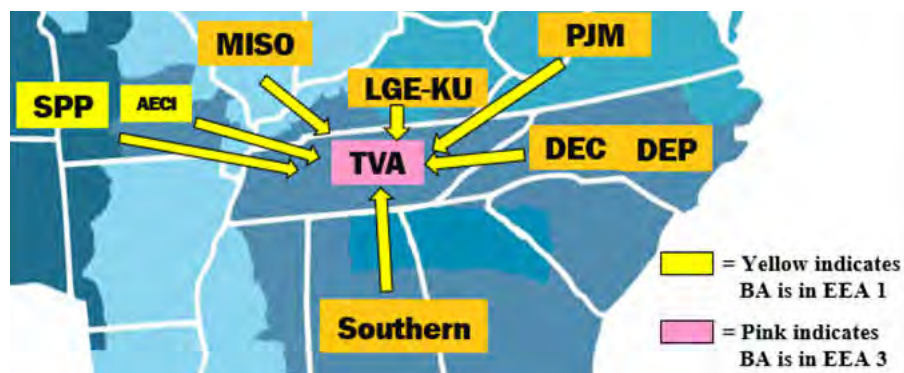 MISO
PJM
SPP
AECI
LGE-KU
TVA
DEC
DEP
Southern
= Yellow indicates
BA is in EEA 1
= Pink indicates
BA is in EEA 3